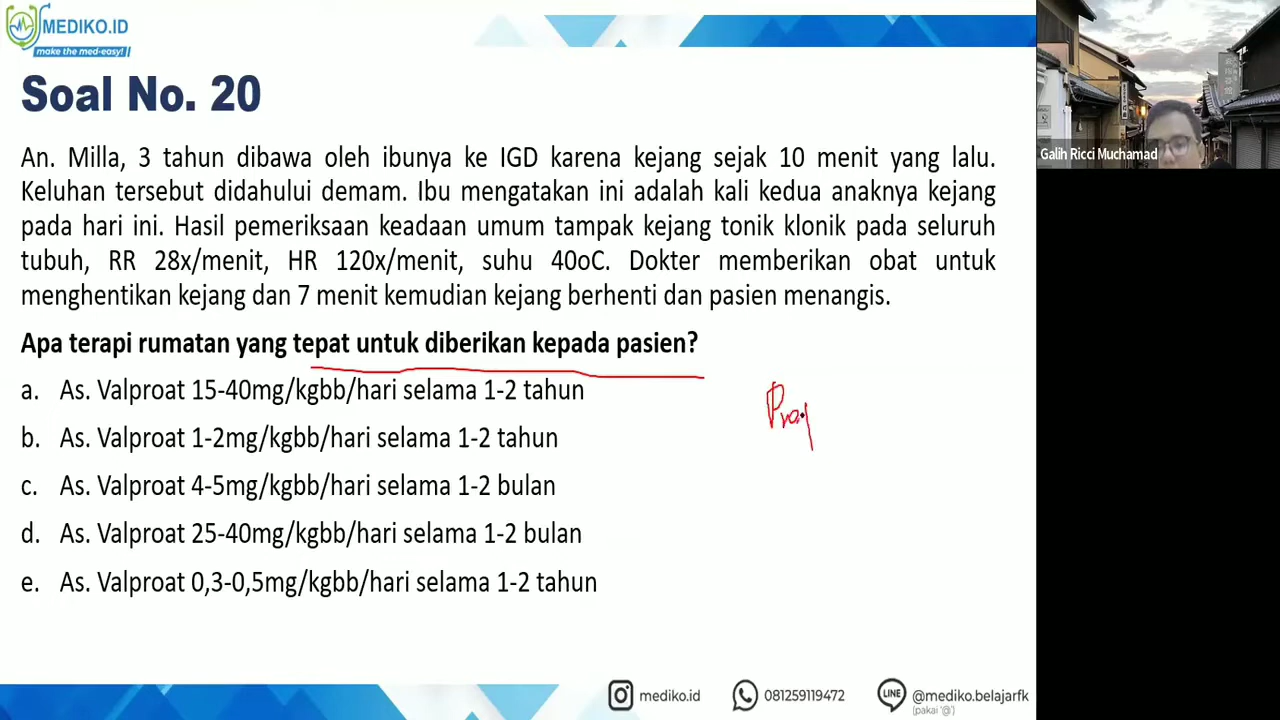 MEDIKO.ID
make the med-easy!
Soal No. 20
An. Milla, 3 tahun dibawa oleh ibunya ke IGD karena kejang sejak 10 menit yang lalu.
Keluhan tersebut didahului demam. Ibu mengatakan ini adalah kali kedua anaknya kejang
pada hari ini. Hasil pemeriksaan keadaan umum tampak kejang tonik klonik pada seluruh
tubuh, RR 28x/menit, HR 120x/menit, suhu 40oC. Dokter memberikan obat untuk
menghentikan kejang dan 7 menit kemudian kejang berhenti dan pasien menangis.
Apa terapi rumatan yang tepat untuk diberikan kepada pasien?
a. As. Valproat 15-40mg/kgbb/hari selama 1-2 tahun
b. As. Valproat 1-2mg/kgbb/hari selama 1-2 tahun
c. As. Valproat 4-5mg/kgbb/hari selama 1-2 bulan
d. As. Valproat 25-40mg/kgbb/hari selama 1-2 bulan
e. As. Valproat 0,3-0,5mg/kgbb/hari selama 1-2 tahun
mediko.id
081259119472
LINE
@mediko.belajarfk
(pakai '@')
Galih Ricci Muchamad